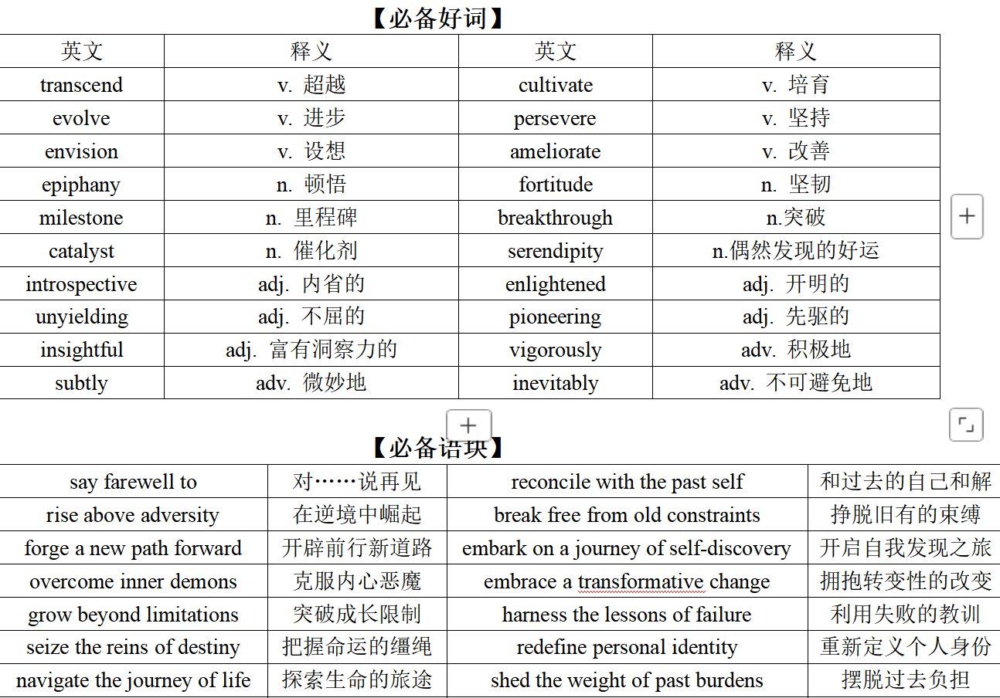 【必备好词】
英文 释义 英文 释义
transcend v. 超越 cultivate v. 培育
evolve v. 进步 persevere v. 坚持
envision v. 设想 ameliorate v. 改善
epiphany n. 顿悟 fortitude n. 坚韧
milestone n. 里程碑 breakthrough n.突破
catalyst n. 催化剂 serendipity n.偶然发现的好运
introspective adj. 内省的 enlightened adj. 开明的
unyielding adj. 不屈的 pioneering adj. 先驱的
insightful adj. 富有洞察力的 vigorously adv. 积极地
subtly adv. 微妙地 inevitably adv. 不可避免地
【必备语块】
say farewell to 对……说再见 reconcile with the past self 和过去的自己和解
rise above adversity 在逆境中崛起 break free from old constraints 挣脱旧有的束缚
forge a new path forward 开辟前行新道路 embark on a journey of self-discovery 开启自我发现之旅
overcome inner demons 克服内心恶魔 embrace a transformative change 拥抱转变性的改变
grow beyond limitations 突破成长限制 harness the lessons of failure 利用失败的教训
seize the reins of destiny 把握命运的缰绳 redefine personal identity 重新定义个人身份
navigate the journey of life 探索生命的旅途 shed the weight of past burdens 摆脱过去负担